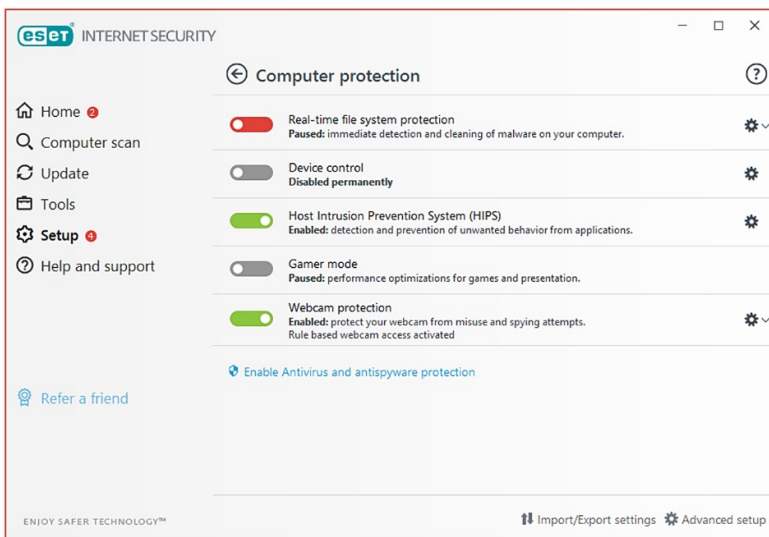 eset INTERNET SECURITY
Computer protection
Home 2
Computer scan
Update
Tools
Setup 4
Help and support
Refer a friend
Real-time file system protection
Paused: immediate detection and cleaning of malware on your computer.
Device control
Disabled permanently
Host Intrusion Prevention System (HIPS)
Enabled: detection and prevention of unwanted behavior from applications.
Gamer mode
Paused: performance optimizations for games and presentation.
Webcam protection
Enabled: protect your webcam from misuse and spying attempts.
Rule based webcam access activated
Enable Antivirus and antispyware protection
ENJOY SAFER TECHNOLOGY™
Import/Export settings Advanced setup